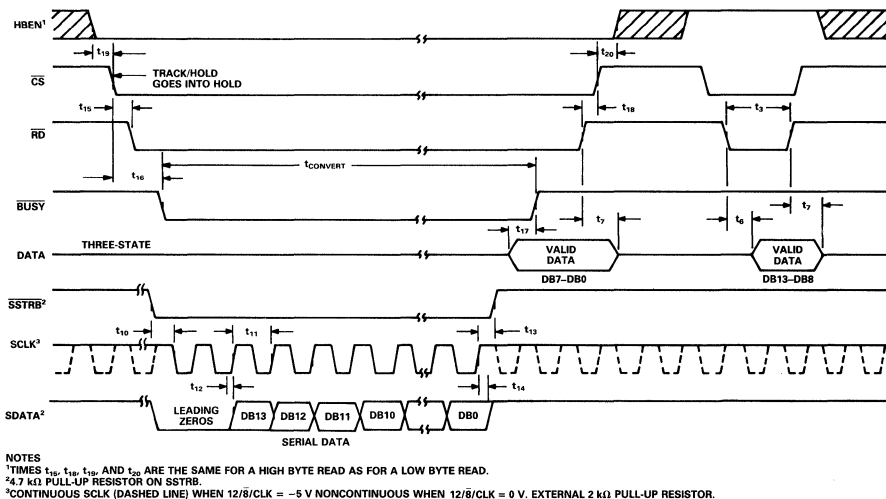 HBEN¹
t₁₉
t₂₀
CS
TRACK/HOLD
GOES INTO HOLD
t₁₅
t₁₈
t₃
RD
t₁₆
tCONVERT
BUSY
t₁₇
t₇
t₆
t₇
DATA
THREE-STATE
VALID
DATA
VALID
DATA
DB7–DB0
DB13–DB8
SSTRB²
t₁₀
t₁₁
t₁₃
SCLK³
t₁₂
t₁₄
SDATA²
LEADING
ZEROS
DB13
DB12
DB11
DB10
DB0
SERIAL DATA
NOTES
¹TIMES t₁₅, t₁₈, t₁₉, AND t₂₀ ARE THE SAME FOR A HIGH BYTE READ AS FOR A LOW BYTE READ.
²4.7 kΩ PULL-UP RESISTOR ON SSTRB.
³CONTINUOUS SCLK (DASHED LINE) WHEN 12/8̅/CLK = −5 V NONCONTINUOUS WHEN 12/8̅/CLK = 0 V. EXTERNAL 2 kΩ PULL-UP RESISTOR.